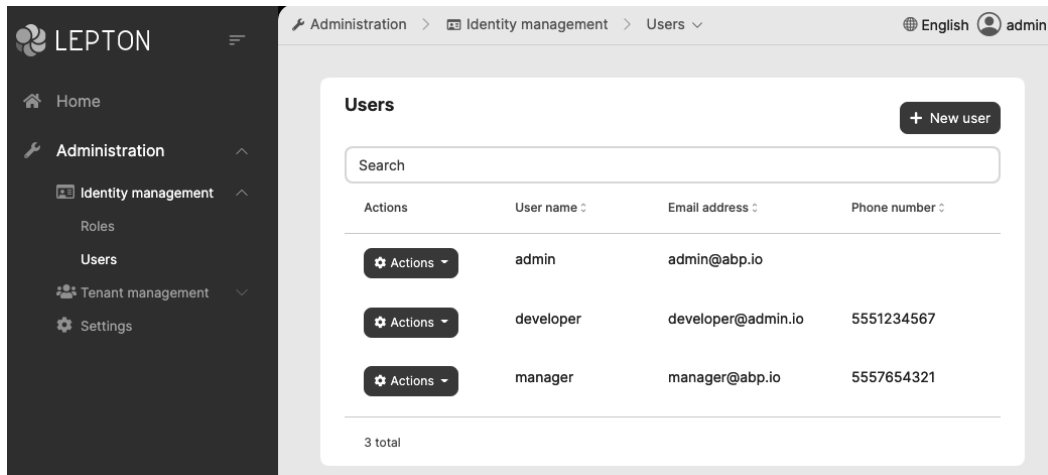 LEPTON
Home
Administration
Identity management
Roles
Users
Tenant management
Settings
Administration > Identity management > Users
English admin
Users
+ New user
Search
Actions User name Email address Phone number
Actions admin admin@abp.io
Actions developer developer@admin.io 5551234567
Actions manager manager@abp.io 5557654321
3 total